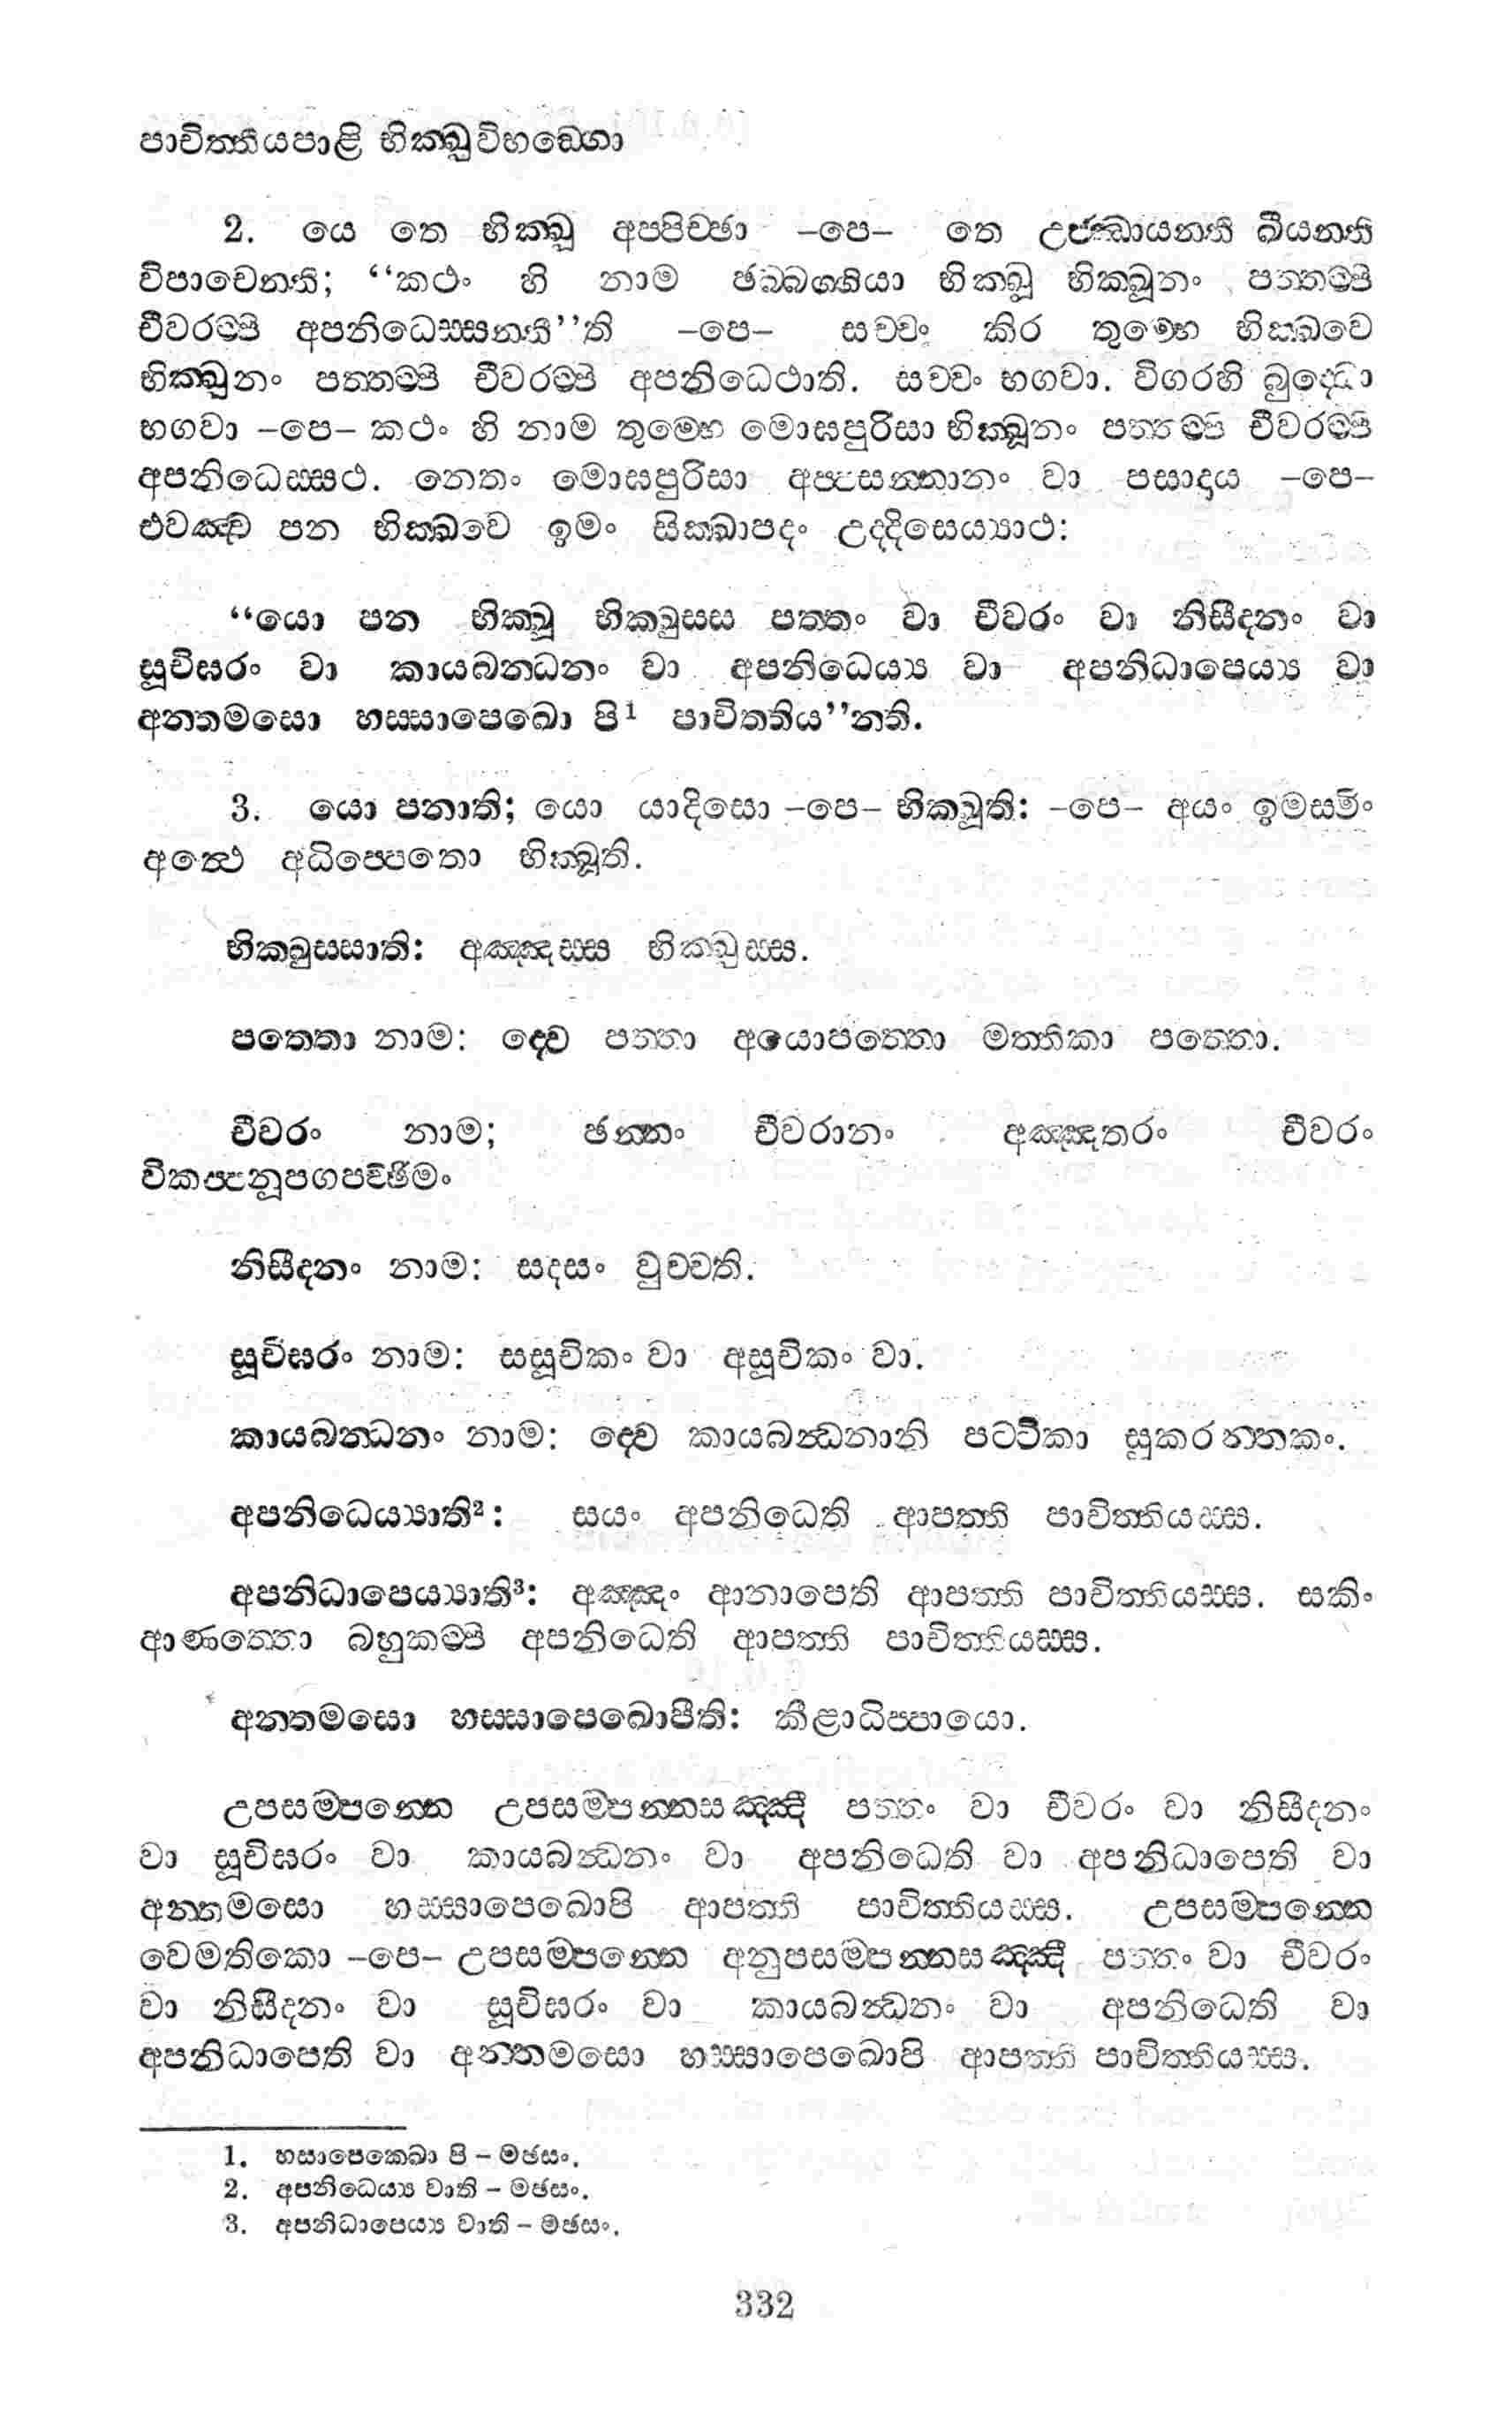 පාචිත්තියපාළි භික්ඛුවිභඞ්ගො
2. යෙ තෙ භික්ඛූ අප්පිච්ඡා –පෙ– තෙ උජ්ඣායන්ති ඛීයන්ති
විපාචෙන්ති; “කථං හි නාම ඡබ්බග්ගියා භික්ඛූ භික්ඛූනං පත්තම්පි
චීවරම්පි අපනිධෙස්සන්තී”ති –පෙ– සච්චං කිර තුම්හෙ භික්ඛවෙ
භික්ඛුනං පත්තම්පි චීවරම්පි අපනිධෙථාති. සච්චං භගවා. විගරහි බුද්ධො
භගවා –පෙ– කථං හි නාම තුම්හෙ මොඝපුරිසා භික්ඛූනං පත්තම්පි චීවරම්පි
අපනිධෙස්සථ. නෙතං මොඝපුරිසා අප්පසන්නානං වා පසාදාය –පෙ–
එවඤ්ච පන භික්ඛවෙ ඉමං සික්ඛාපදං උද්දිසෙය්‍යාථ:
“යො පන භික්ඛූ භික්ඛුස්ස පත්තං වා චීවරං වා නිසීදනං වා
සූචිඝරං වා කායබන්ධනං වා අපනිධෙය්‍ය වා අපනිධාපෙය්‍ය වා
අන්තමසො හස්සාපෙඛො පි¹ පාචිත්තිය”න්ති.
3. යො පනාති; යො යාදිසො –පෙ– භික්ඛූති: –පෙ– අයං ඉමස්මිං
අත්ථෙ අධිප්පෙතො භික්ඛූති.
භික්ඛුස්සාති: අඤ්ඤස්ස භික්ඛුස්ස.
පත්තො නාම: ද්වෙ පත්තා අයොපත්තො මත්තිකා පත්තො.
චීවරං නාම; ඡන්නං චීවරානං අඤ්ඤතරං චීවරං
විකප්පනූපගපච්ඡිමං
නිසීදනං නාම: සදසං වුච්චති.
සූචිඝරං නාම: සසූචිකං වා අසූචිකං වා.
කායබන්ධනං නාම: ද්වෙ කායබන්ධනානි පට්ටිකා සූකරන්තකං.
අපනිධෙය්‍යාති²: සයං අපනිධෙති ආපත්ති පාචිත්තියස්ස.
අපනිධාපෙය්‍යාති³: අඤ්ඤං ආනාපෙති ආපත්ති පාචිත්තියස්ස. සකිං
ආණත්තො බහුකම්පි අපනිධෙති ආපත්ති පාචිත්තියස්ස.
අන්තමසො හස්සාපෙඛොපීති: කීළාධිප්පායො.
උපසම්පන්නෙ උපසම්පන්නසඤ්ඤී පත්තං වා චීවරං වා නිසීදනං
වා සූචිඝරං වා කායබන්ධනං වා අපනිධෙති වා අපනිධාපෙති වා
අන්තමසො හස්සාපෙඛොපි ආපත්ති පාචිත්තියස්ස. උපසම්පන්නෙ
වෙමතිකො –පෙ– උපසම්පන්නෙ අනුපසම්පන්නසඤ්ඤී පත්තං වා චීවරං
වා නිසීදනං වා සූචිඝරං වා කායබන්ධනං වා අපනිධෙති වා
අපනිධාපෙති වා අන්තමසො හස්සාපෙඛොපි ආපත්ති පාචිත්තියස්ස.
1. හසාපෙක්ඛො පි – මඡසං.
2. අපනිධෙය්‍ය වාති – මඡසං.
3. අපනිධාපෙය්‍ය වාති – මඡසං.
332